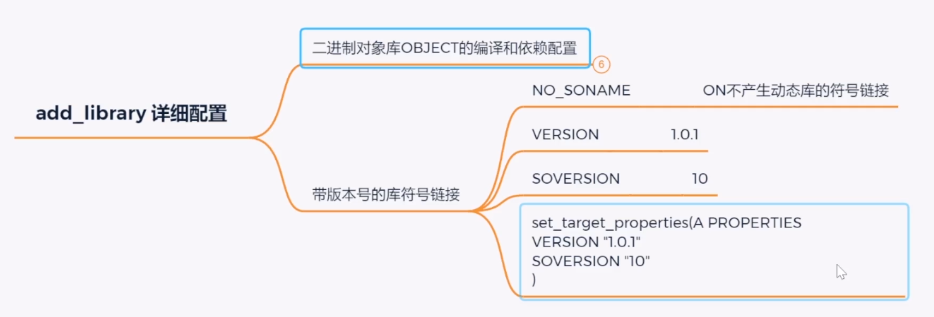 add_library 详细配置
二进制对象库OBJECT的编译和依赖配置
6
带版本号的库符号链接
NO_SONAME ON不产生动态库的符号链接
VERSION 1.0.1
SOVERSION 10
set_target_properties(A PROPERTIES
VERSION "1.0.1"
SOVERSION "10"
)